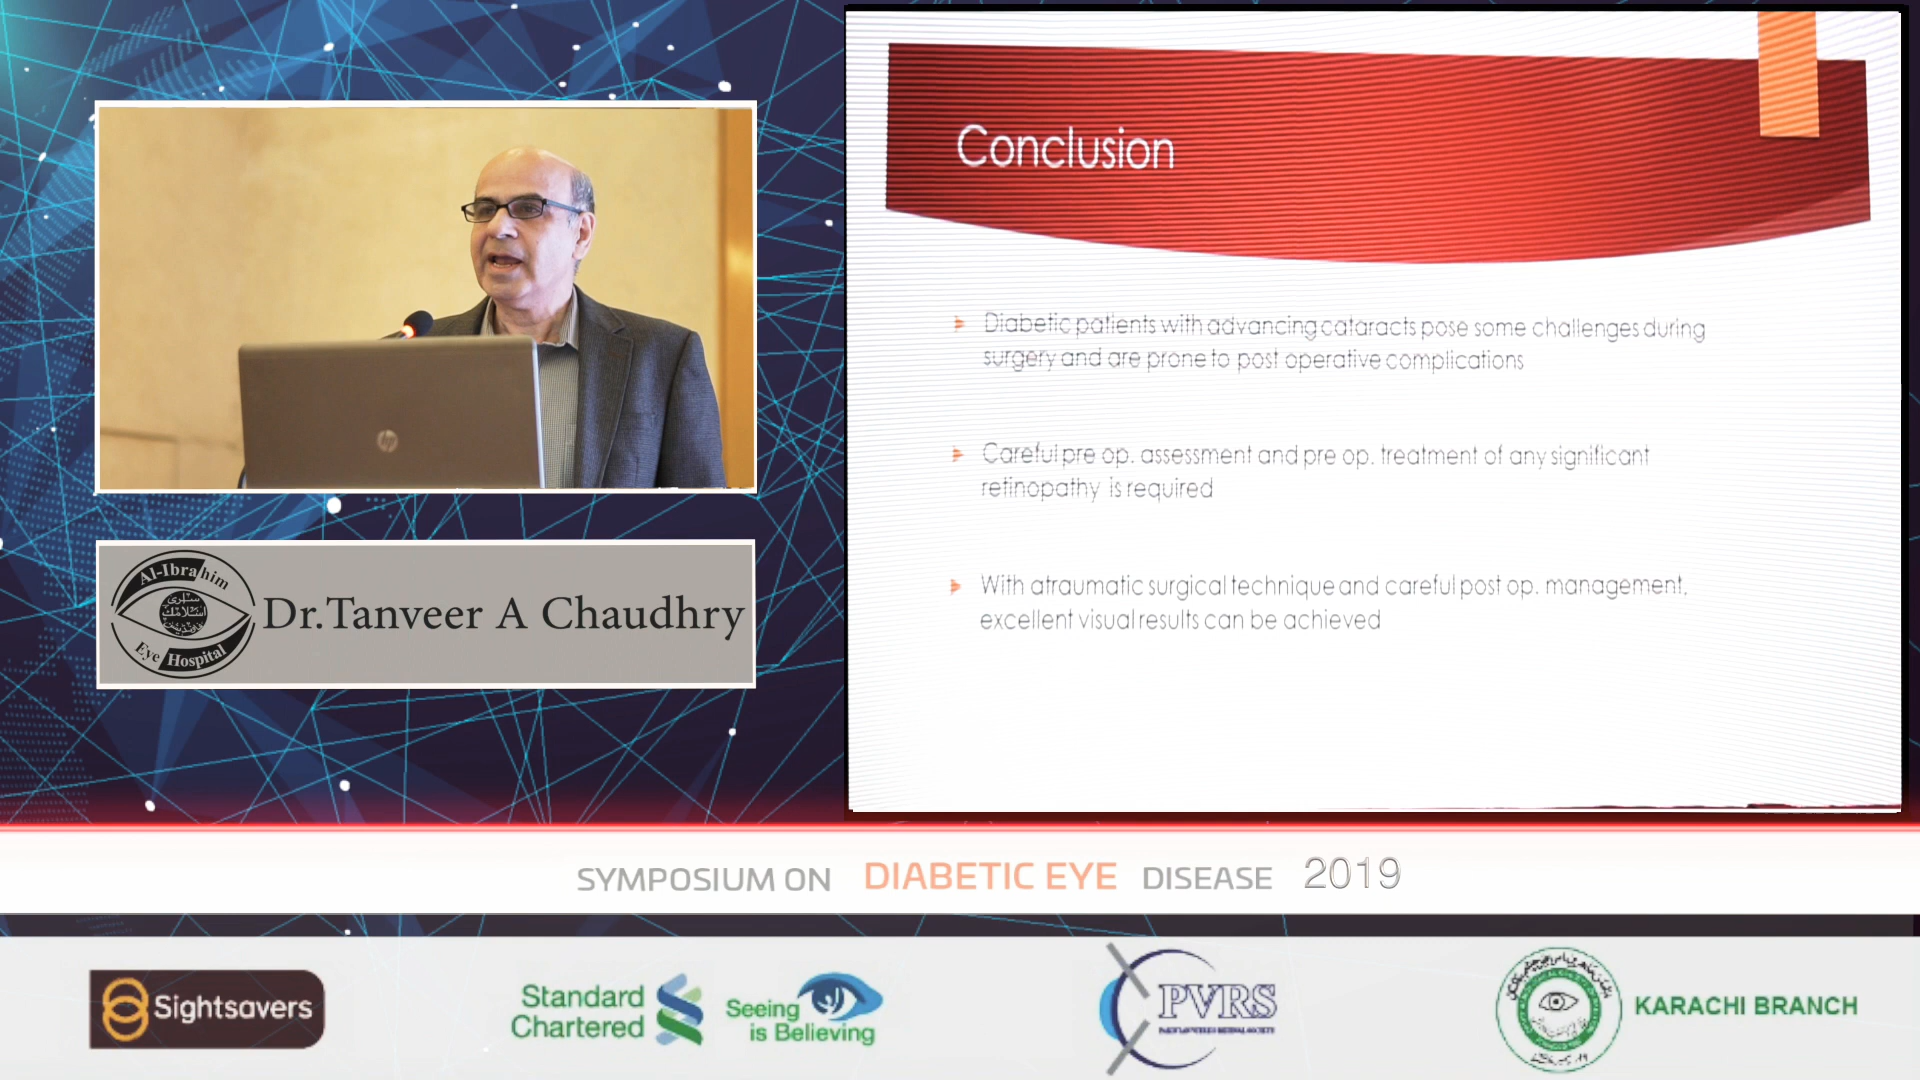 Conclusion
Diabetic patients with advancing cataracts pose some challenges during
surgery and are prone to post operative complications
Careful pre op. assessment and pre op. treatment of any significant
retinopathy is required
With atraumatic surgical technique and careful post op. management,
excellent visual results can be achieved
hp
Al-Ibrahim
Eye Hospital
Dr.Tanveer A Chaudhry
SYMPOSIUM ON DIABETIC EYE DISEASE 2019
Sightsavers
Standard
Chartered
Seeing
is Believing
PVRS
KARACHI BRANCH